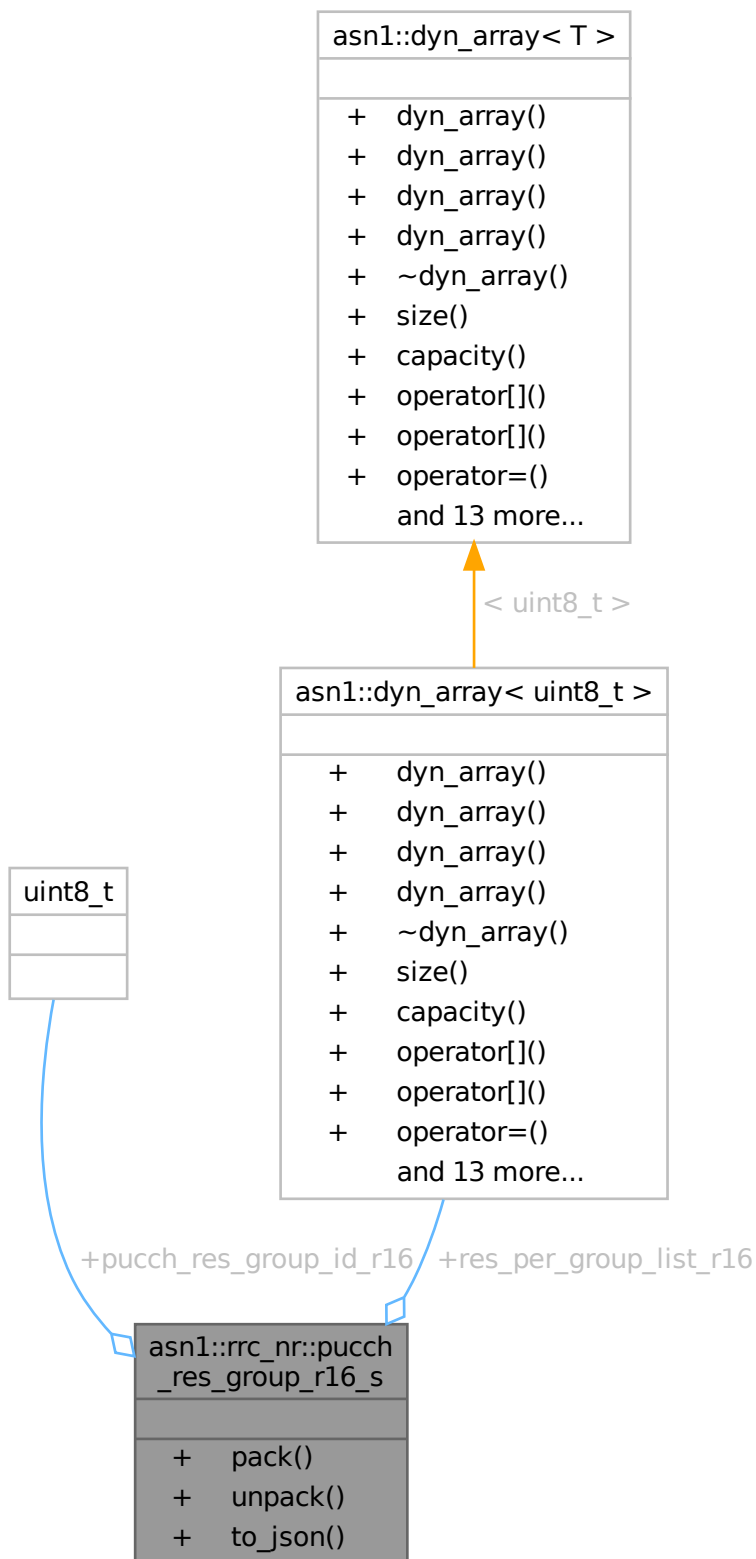 asn1::dyn_array< T >
+ dyn_array()
+ dyn_array()
+ dyn_array()
+ dyn_array()
+ ~dyn_array()
+ size()
+ capacity()
+ operator[]()
+ operator[]()
+ operator=()
and 13 more...
< uint8_t >
asn1::dyn_array< uint8_t >
+ dyn_array()
+ dyn_array()
+ dyn_array()
+ dyn_array()
+ ~dyn_array()
+ size()
+ capacity()
+ operator[]()
+ operator[]()
+ operator=()
and 13 more...
uint8_t
+pucch_res_group_id_r16
+res_per_group_list_r16
asn1::rrc_nr::pucch
_res_group_r16_s
+ pack()
+ unpack()
+ to_json()